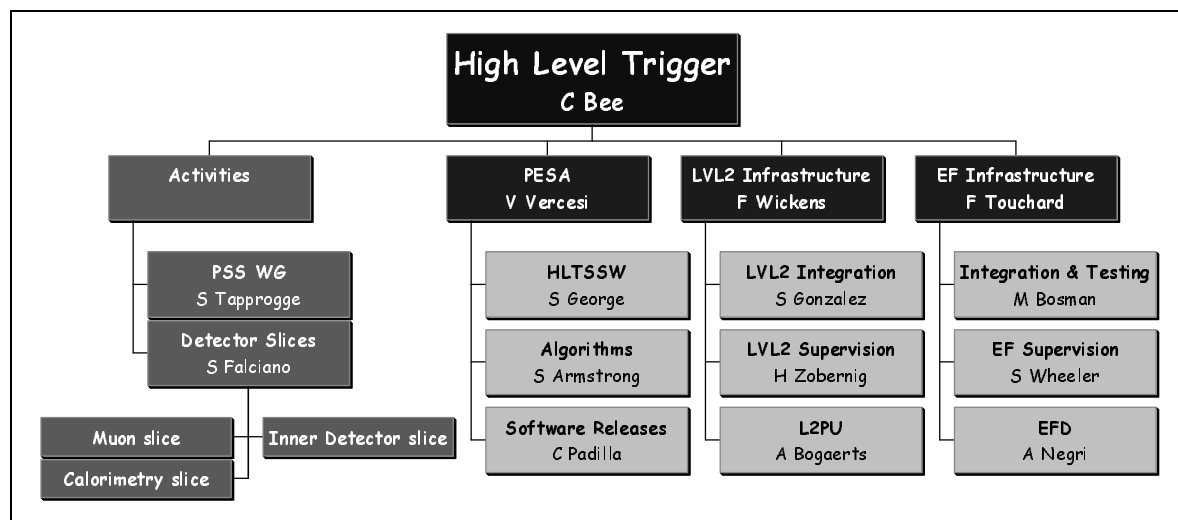 High Level Trigger
C Bee
Activities
PSS WG
S Tapprogge
Detector Slices
S Falciano
Muon slice
Inner Detector slice
Calorimetry slice
PESA
V Vercesi
HLTSSW
S George
Algorithms
S Armstrong
Software Releases
C Padilla
LVL2 Infrastructure
F Wickens
LVL2 Integration
S Gonzalez
LVL2 Supervision
H Zobernig
L2PU
A Bogaerts
EF Infrastructure
F Touchard
Integration & Testing
M Bosman
EF Supervision
S Wheeler
EFD
A Negri